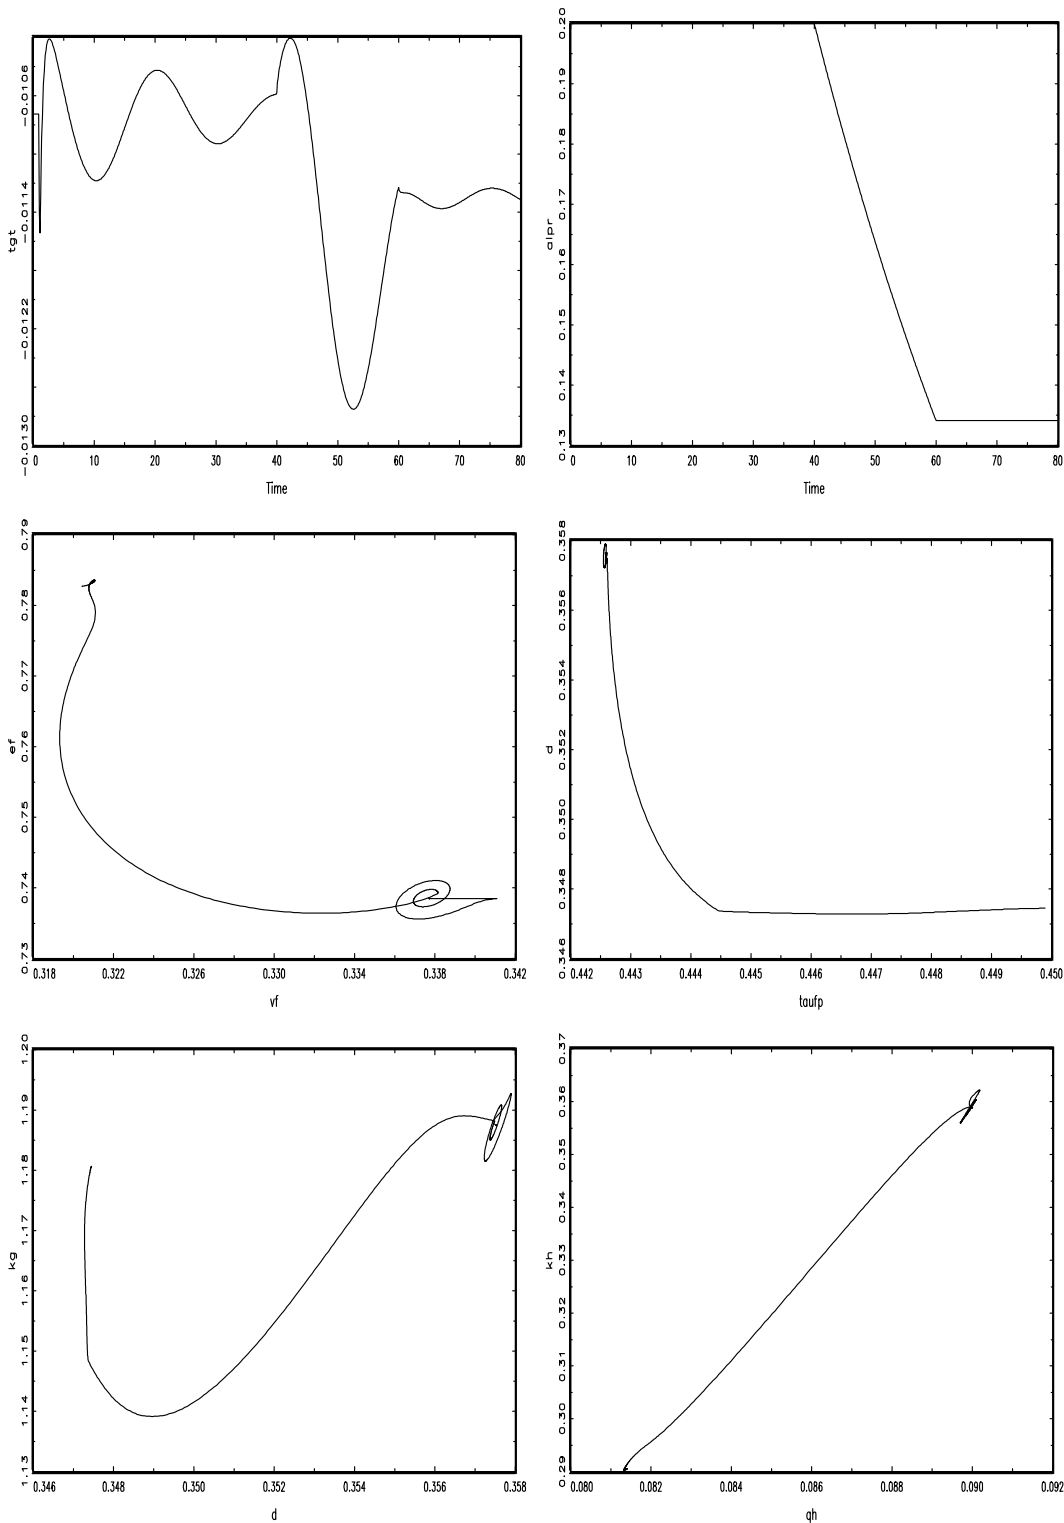 tgt
-0.0130 -0.0122 -0.0114 -0.0106
0 10 20 30 40 50 60 70 80
Time
alpr
0.13 0.14 0.15 0.16 0.17 0.18 0.19 0.20
0 10 20 30 40 50 60 70 80
Time
ef
0.73 0.74 0.75 0.76 0.77 0.78 0.79
0.318 0.322 0.326 0.330 0.334 0.338 0.342
vf
d
0.346 0.348 0.350 0.352 0.354 0.356 0.358
0.442 0.443 0.444 0.445 0.446 0.447 0.448 0.449 0.450
taufp
kg
1.13 1.14 1.15 1.16 1.17 1.18 1.19 1.20
0.346 0.348 0.350 0.352 0.354 0.356 0.358
d
kh
0.29 0.30 0.31 0.32 0.33 0.34 0.35 0.36 0.37
0.080 0.082 0.084 0.086 0.088 0.090 0.092
qh